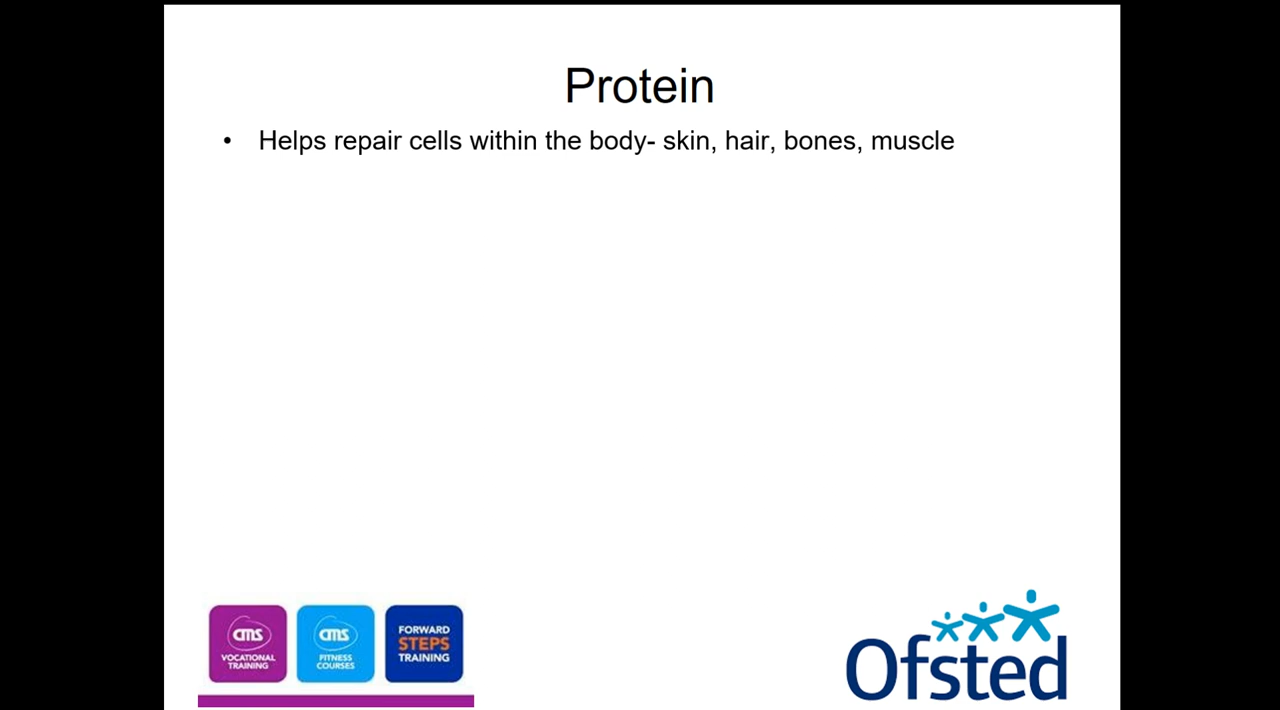 Protein
• Helps repair cells within the body- skin, hair, bones, muscle
cms
VOCATIONAL
TRAINING
cms
FITNESS
COURSES
FORWARD
STEPS
TRAINING
Ofsted